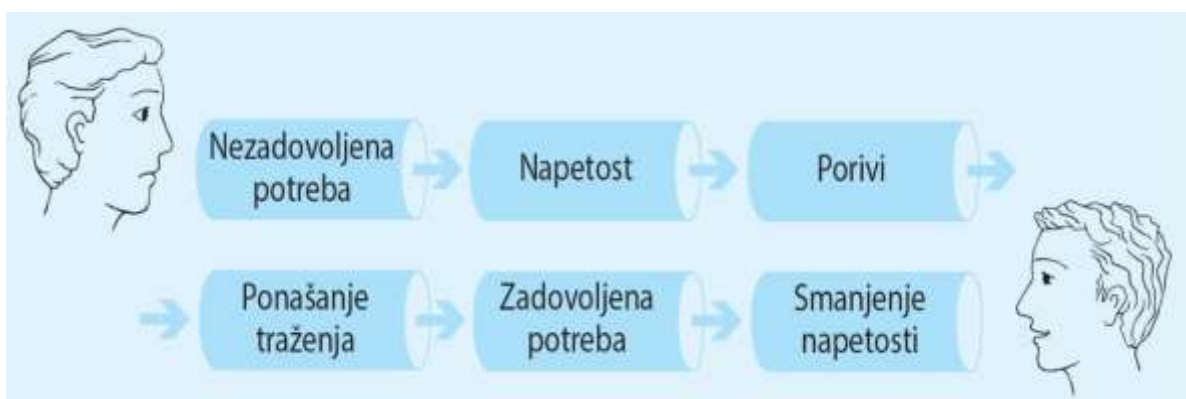 Nezadovoljena
potreba
Napetost
Porivi
Ponašanje
traženja
Zadovoljena
potreba
Smanjenje
napetosti